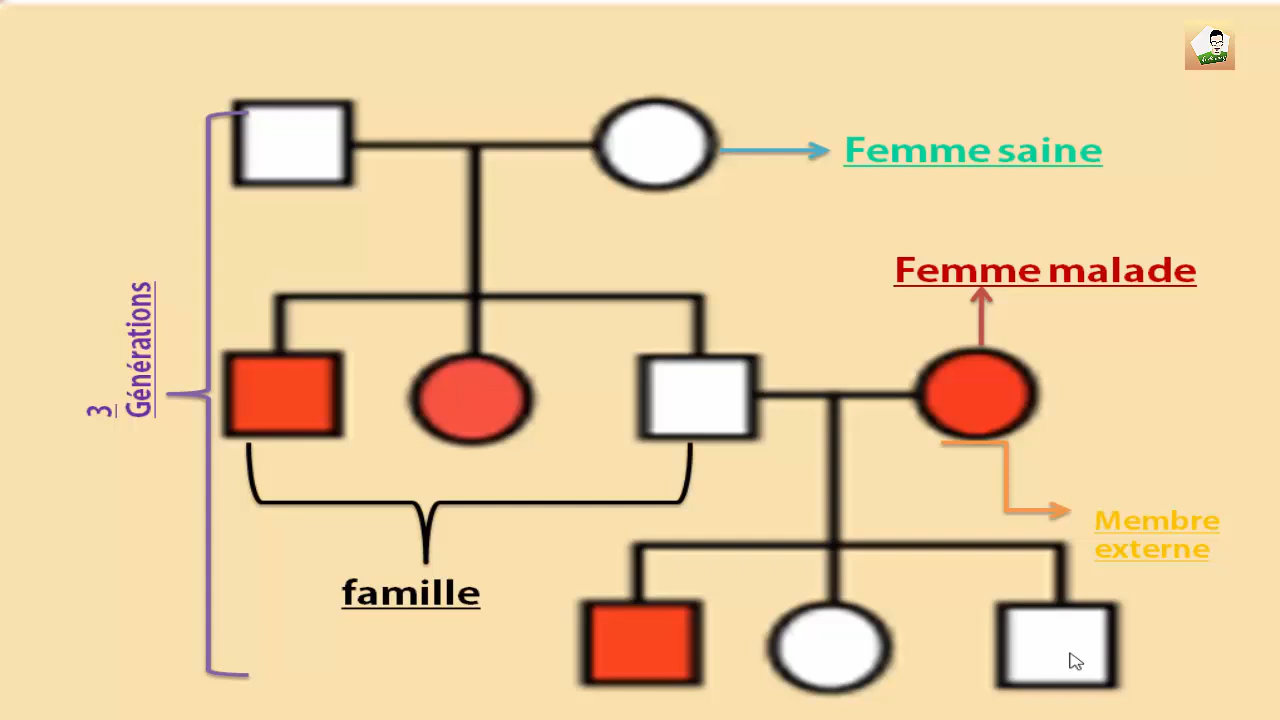 Femme saine
Femme malade
3
Générations
Membre
externe
famille